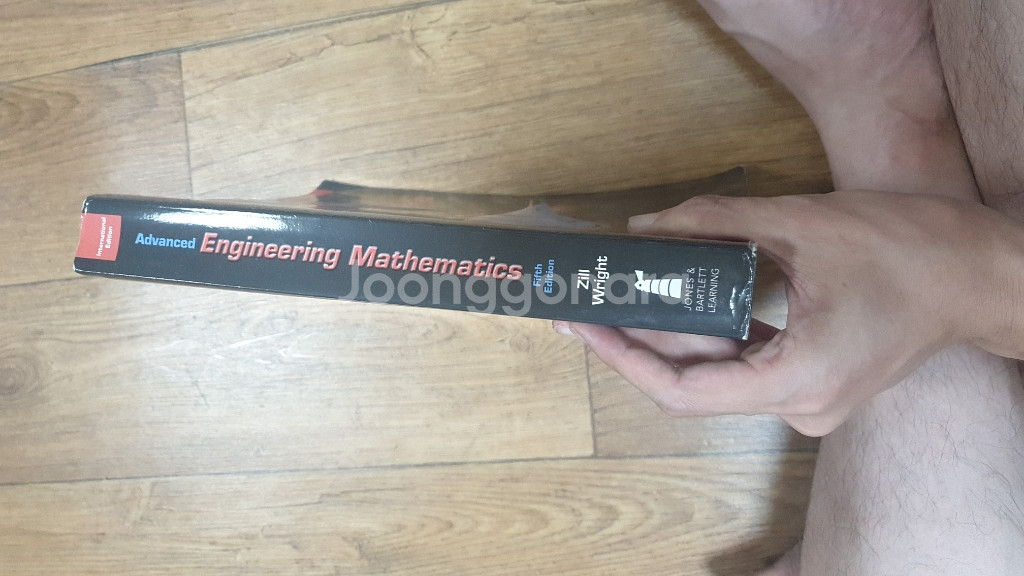 International
Edition
Advanced Engineering Mathematics
Fifth
Edition
Zill
Wright
JONES &
BARTLETT
LEARNING
Joonggonara